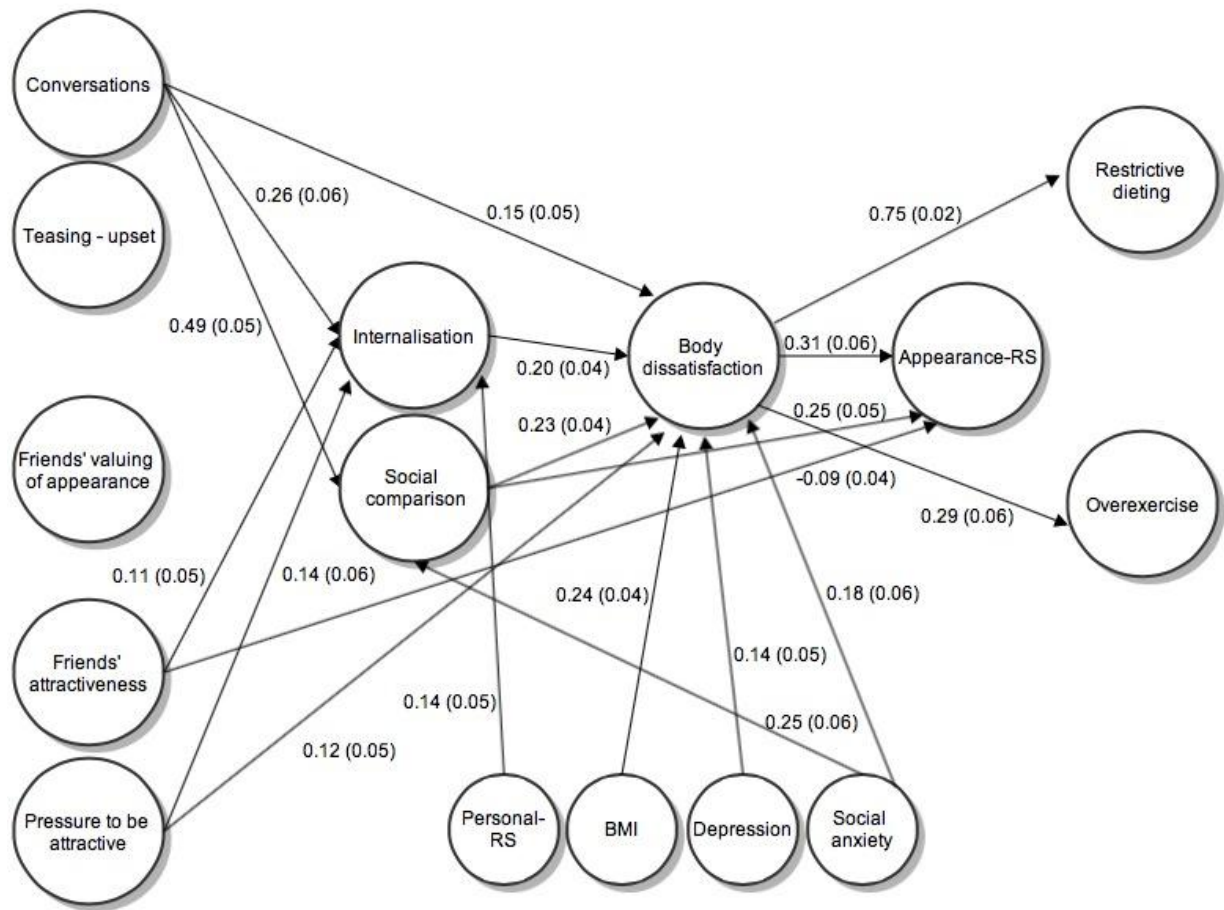 Conversations
Teasing - upset
Friends' valuing
of appearance
Friends'
attractiveness
Pressure to be
attractive
0.26 (0.06)
0.15 (0.05)
0.49 (0.05)
Internalisation
Social
comparison
0.20 (0.04)
0.23 (0.04)
Body
dissatisfaction
0.75 (0.02)
Restrictive
dieting
0.31 (0.06)
Appearance-RS
0.25 (0.05)
-0.09 (0.04)
0.29 (0.06)
Overexercise
0.11 (0.05)
0.14 (0.06)
0.24 (0.04)
0.18 (0.06)
0.14 (0.05)
0.14 (0.05)
0.25 (0.06)
0.12 (0.05)
Personal-
RS
BMI
Depression
Social
anxiety